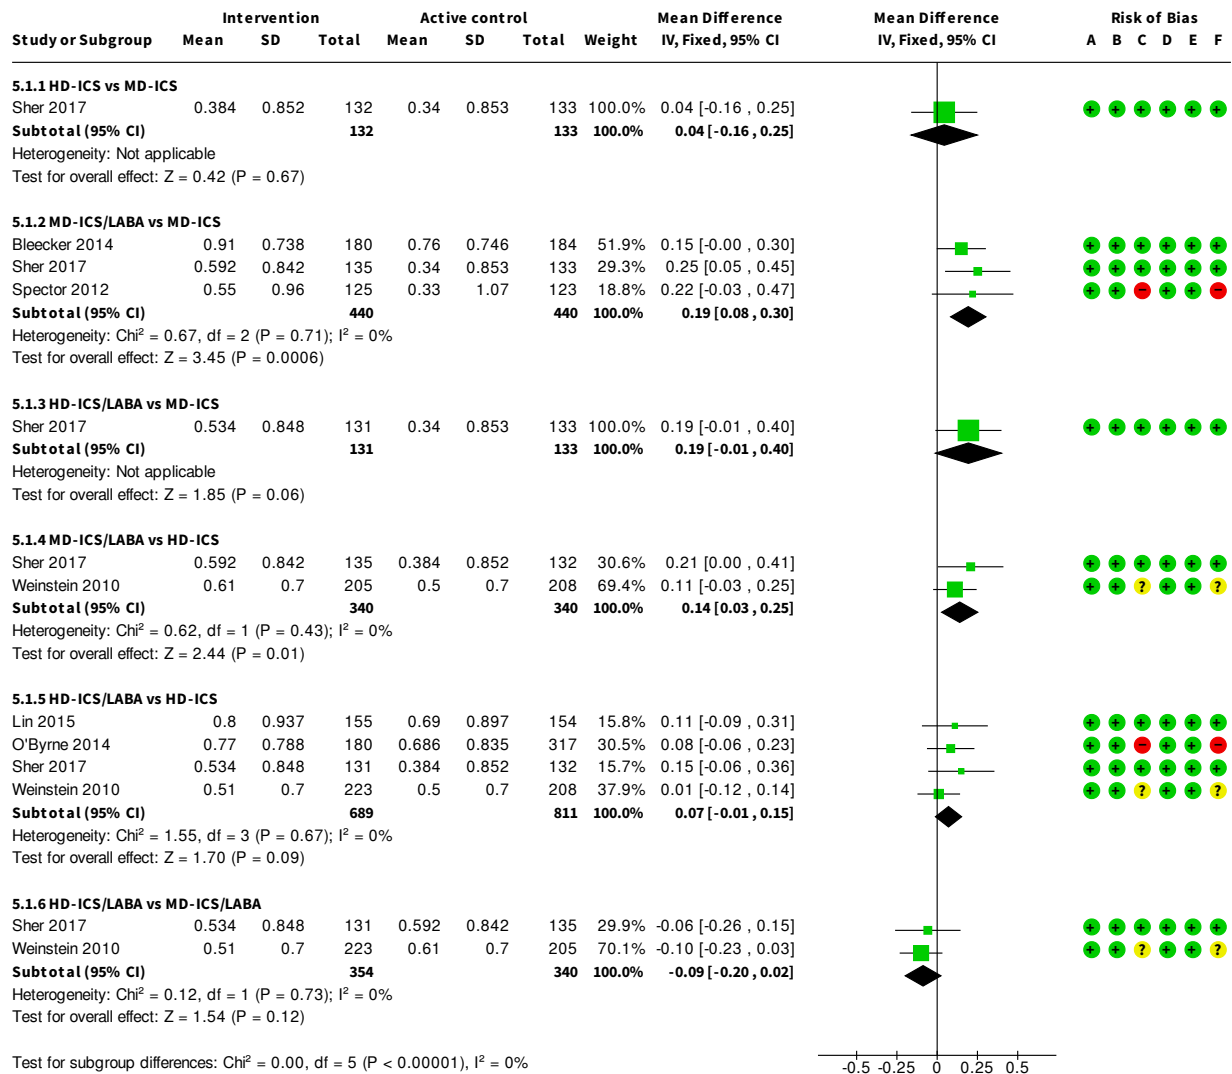 Intervention Active control Mean Difference Mean Difference Risk of Bias
Study or Subgroup Mean SD Total Mean SD Total Weight IV, Fixed, 95% CI IV, Fixed, 95% CI A B C D E F
5.1.1 HD-ICS vs MD-ICS
Sher 2017 0.384 0.852 132 0.34 0.853 133 100.0% 0.04 [-0.16 , 0.25] + + + + + +
Subtotal (95% CI) 132 133 100.0% 0.04 [-0.16 , 0.25]
Heterogeneity: Not applicable
Test for overall effect: Z = 0.42 (P = 0.67)
5.1.2 MD-ICS/LABA vs MD-ICS
Bleecker 2014 0.91 0.738 180 0.76 0.746 184 51.9% 0.15 [-0.00 , 0.30] + + + + + +
Sher 2017 0.592 0.842 135 0.34 0.853 133 29.3% 0.25 [0.05 , 0.45] + + + + + +
Spector 2012 0.55 0.96 125 0.33 1.07 123 18.8% 0.22 [-0.03 , 0.47] + + − + + −
Subtotal (95% CI) 440 440 100.0% 0.19 [0.08 , 0.30]
Heterogeneity: Chi² = 0.67, df = 2 (P = 0.71); I² = 0%
Test for overall effect: Z = 3.45 (P = 0.0006)
5.1.3 HD-ICS/LABA vs MD-ICS
Sher 2017 0.534 0.848 131 0.34 0.853 133 100.0% 0.19 [-0.01 , 0.40] + + + + + +
Subtotal (95% CI) 131 133 100.0% 0.19 [-0.01 , 0.40]
Heterogeneity: Not applicable
Test for overall effect: Z = 1.85 (P = 0.06)
5.1.4 MD-ICS/LABA vs HD-ICS
Sher 2017 0.592 0.842 135 0.384 0.852 132 30.6% 0.21 [0.00 , 0.41] + + + + + +
Weinstein 2010 0.61 0.7 205 0.5 0.7 208 69.4% 0.11 [-0.03 , 0.25] + + ? + + ?
Subtotal (95% CI) 340 340 100.0% 0.14 [0.03 , 0.25]
Heterogeneity: Chi² = 0.62, df = 1 (P = 0.43); I² = 0%
Test for overall effect: Z = 2.44 (P = 0.01)
5.1.5 HD-ICS/LABA vs HD-ICS
Lin 2015 0.8 0.937 155 0.69 0.897 154 15.8% 0.11 [-0.09 , 0.31] + + + + + +
O'Byrne 2014 0.77 0.788 180 0.686 0.835 317 30.5% 0.08 [-0.06 , 0.23] + + − + + −
Sher 2017 0.534 0.848 131 0.384 0.852 132 15.7% 0.15 [-0.06 , 0.36] + + + + + +
Weinstein 2010 0.51 0.7 223 0.5 0.7 208 37.9% 0.01 [-0.12 , 0.14] + + ? + + ?
Subtotal (95% CI) 689 811 100.0% 0.07 [-0.01 , 0.15]
Heterogeneity: Chi² = 1.55, df = 3 (P = 0.67); I² = 0%
Test for overall effect: Z = 1.70 (P = 0.09)
5.1.6 HD-ICS/LABA vs MD-ICS/LABA
Sher 2017 0.534 0.848 131 0.592 0.842 135 29.9% -0.06 [-0.26 , 0.15] + + + + + +
Weinstein 2010 0.51 0.7 223 0.61 0.7 205 70.1% -0.10 [-0.23 , 0.03] + + ? + + ?
Subtotal (95% CI) 354 340 100.0% -0.09 [-0.20 , 0.02]
Heterogeneity: Chi² = 0.12, df = 1 (P = 0.73); I² = 0%
Test for overall effect: Z = 1.54 (P = 0.12)
Test for subgroup differences: Chi² = 0.00, df = 5 (P < 0.00001), I² = 0%
-0.5 -0.25 0 0.25 0.5